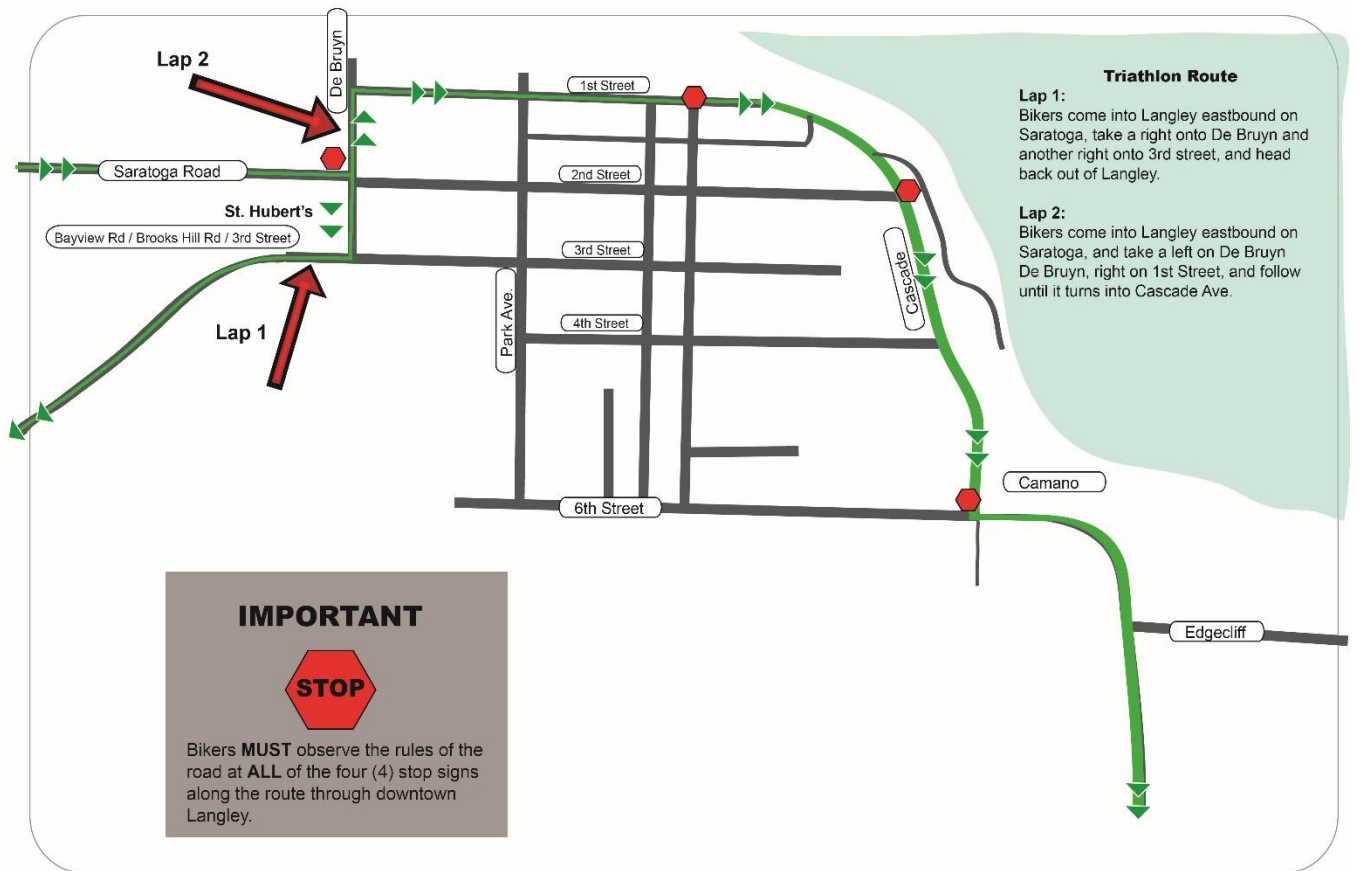 De Bruyn
Lap 2
1st Street
Saratoga Road
2nd Street
St. Hubert's
Bayview Rd / Brooks Hill Rd / 3rd Street
3rd Street
Lap 1
Park Ave.
4th Street
Cascade
6th Street
Camano
Edgecliff
Triathlon Route
Lap 1:
Bikers come into Langley eastbound on
Saratoga, take a right onto De Bruyn and
another right onto 3rd street, and head
back out of Langley.
Lap 2:
Bikers come into Langley eastbound on
Saratoga, and take a left on De Bruyn
De Bruyn, right on 1st Street, and follow
until it turns into Cascade Ave.
IMPORTANT
STOP
Bikers MUST observe the rules of the
road at ALL of the four (4) stop signs
along the route through downtown
Langley.